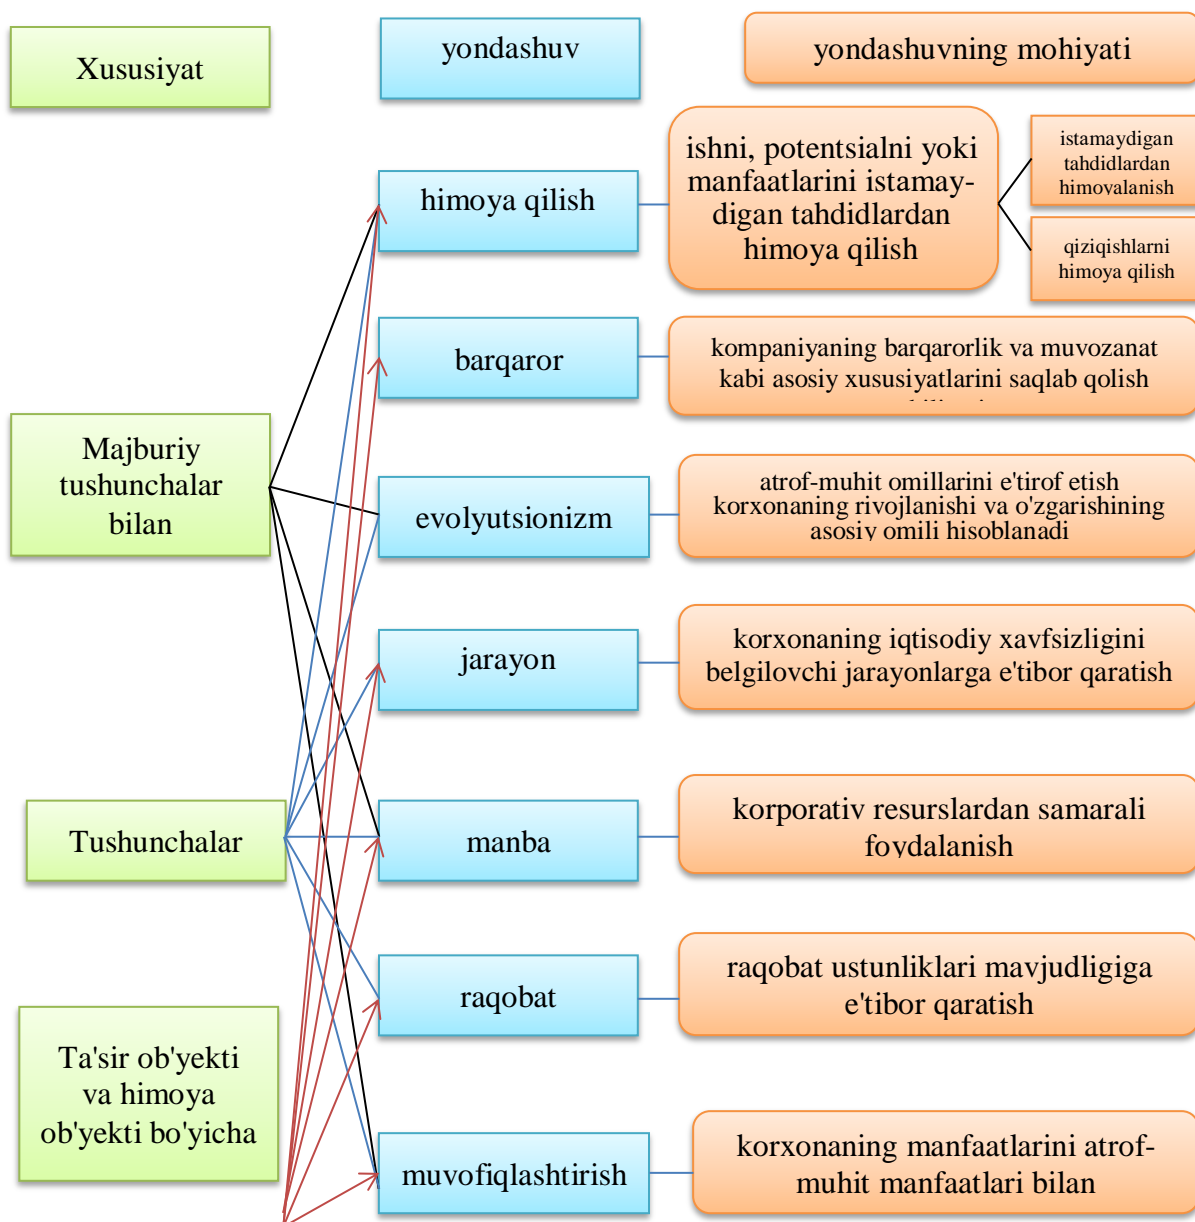 Xususiyat
yondashuv
yondashuvning mohiyati
himoya qilish
ishni, potentsialni yoki
manfaatlarini istamay-
digan tahdidlardan
himoya qilish
istamaydigan
tahdidlardan
himoyalanish
qiziqishlarni
himoya qilish
barqaror
kompaniyaning barqarorlik va muvozanat
kabi asosiy xususiyatlarini saqlab qolish
Majburiy
tushunchalar
bilan
evolyutsionizm
atrof-muhit omillarini e'tirof etish
korxonaning rivojlanishi va o'zgarishining
asosiy omili hisoblanadi
jarayon
korxonaning iqtisodiy xavfsizligini
belgilovchi jarayonlarga e'tibor qaratish
Tushunchalar
manba
korporativ resurslardan samarali
foydalanish
raqobat
raqobat ustunliklari mavjudligiga
e'tibor qaratish
Ta'sir ob'yekti
va himoya
ob'yekti bo'yicha
muvofiqlashtirish
korxonaning manfaatlarini atrof-
muhit manfaatlari bilan